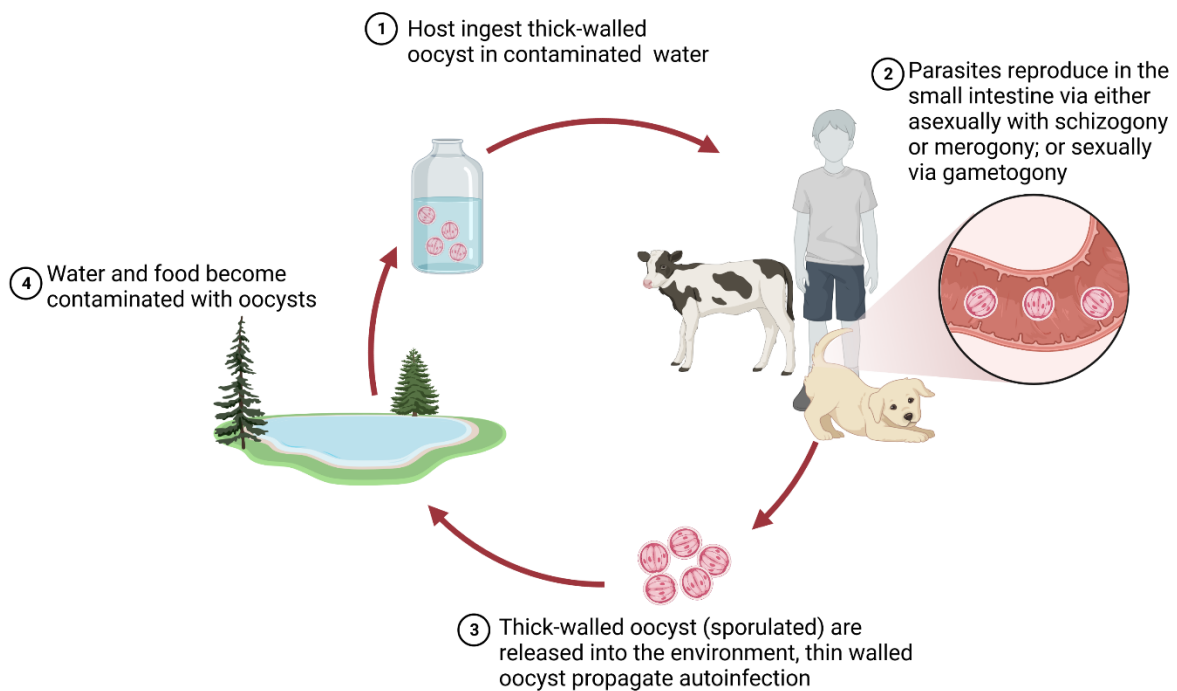 1 Host ingest thick-walled
oocyst in contaminated water
2 Parasites reproduce in the
small intestine via either
asexually with schizogony
or merogony; or sexually
via gametogony
3 Thick-walled oocyst (sporulated) are
released into the environment, thin walled
oocyst propagate autoinfection
4 Water and food become
contaminated with oocysts